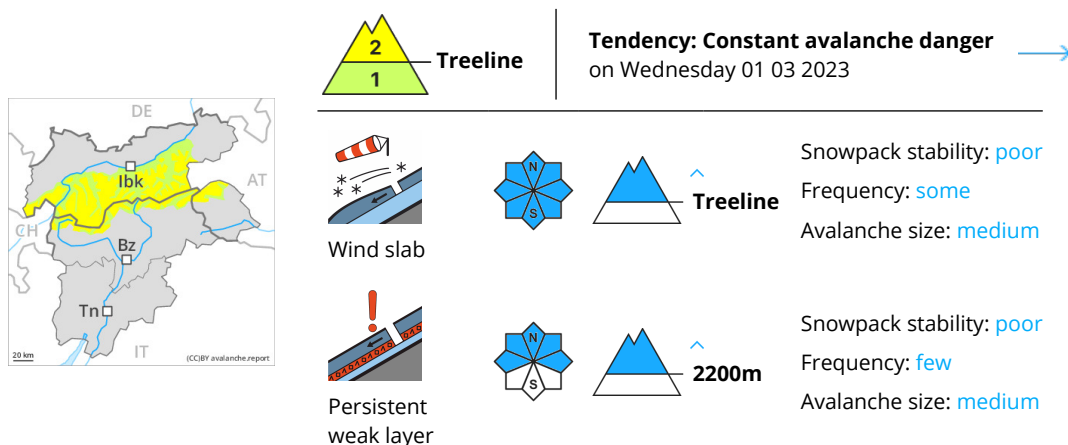 2
1
Treeline
Tendency: Constant avalanche danger
on Wednesday 01 03 2023
DE
Ibk
AT
CH
Bz
Tn
IT
20 km
(CC)BY avalanche.report
Wind slab
N
S
Treeline
Snowpack stability: poor
Frequency: some
Avalanche size: medium
Persistent
weak layer
N
S
2200m
Snowpack stability: poor
Frequency: few
Avalanche size: medium